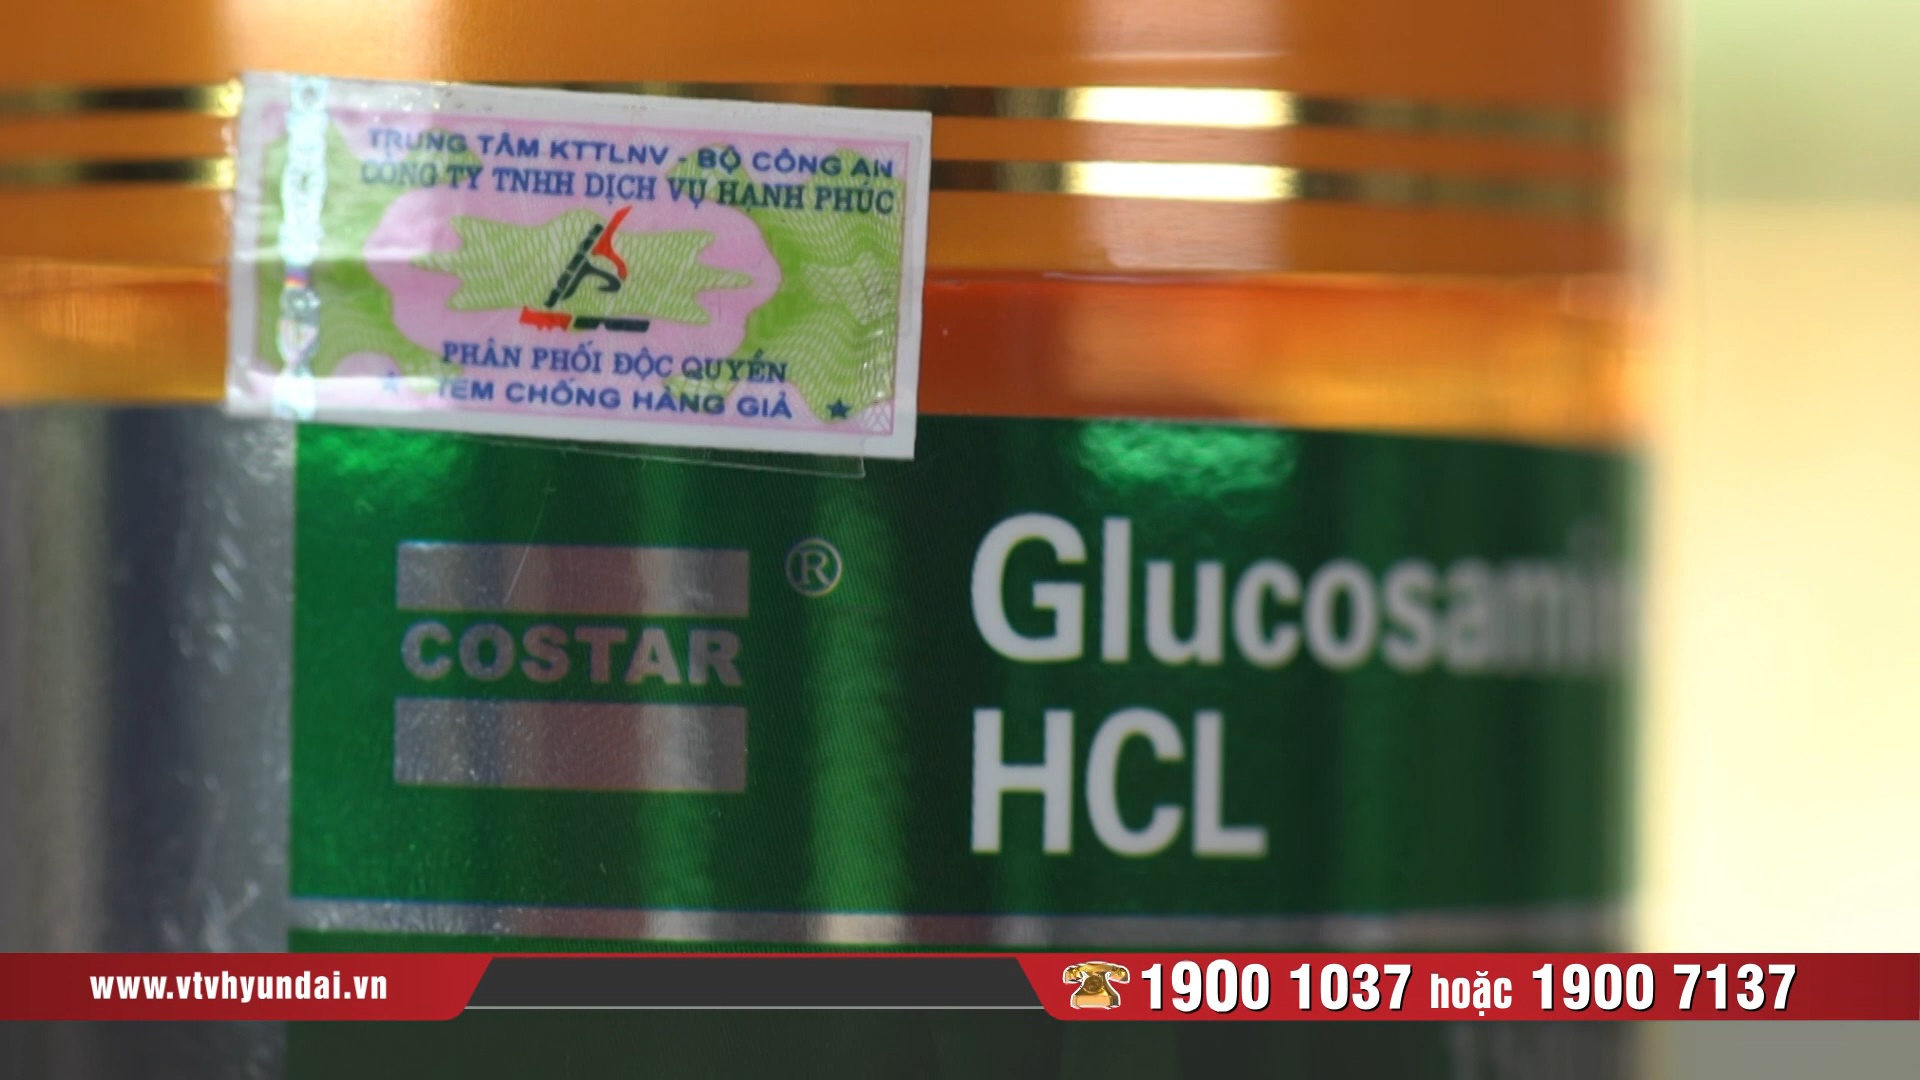 TRUNG TÂM KTTLNV - BỘ CÔNG AN
CÔNG TY TNHH DỊCH VỤ HẠNH PHÚC
PHÂN PHỐI ĐỘC QUYỀN
★ TEM CHỐNG HÀNG GIẢ ★
COSTAR ®
Glucosamin
HCL
www.vtvhyundai.vn
1900 1037 hoặc 1900 7137